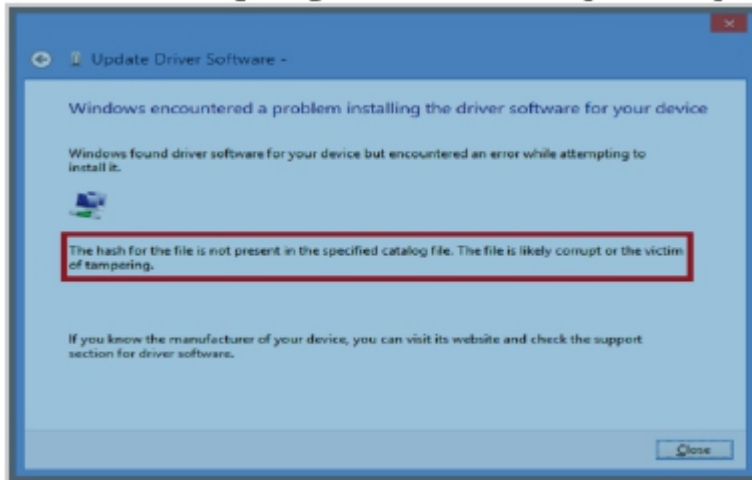 Update Driver Software -
Windows encountered a problem installing the driver software for your device
Windows found driver software for your device but encountered an error while attempting to
install it.
The hash for the file is not present in the specified catalog file. The file is likely corrupt or the victim
of tampering.
If you know the manufacturer of your device, you can visit its website and check the support
section for driver software.
Close